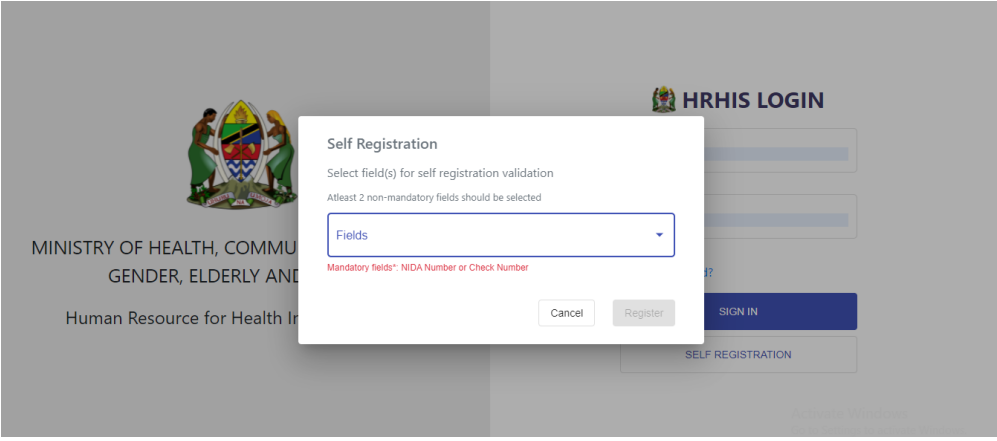 HRHIS LOGIN
MINISTRY OF HEALTH, COMMU
GENDER, ELDERLY AND
Human Resource for Health In
Self Registration
Select field(s) for self registration validation
Atleast 2 non-mandatory fields should be selected
Fields
Mandatory fields*: NIDA Number or Check Number
Cancel
Register
d?
SIGN IN
SELF REGISTRATION
Activate Windows